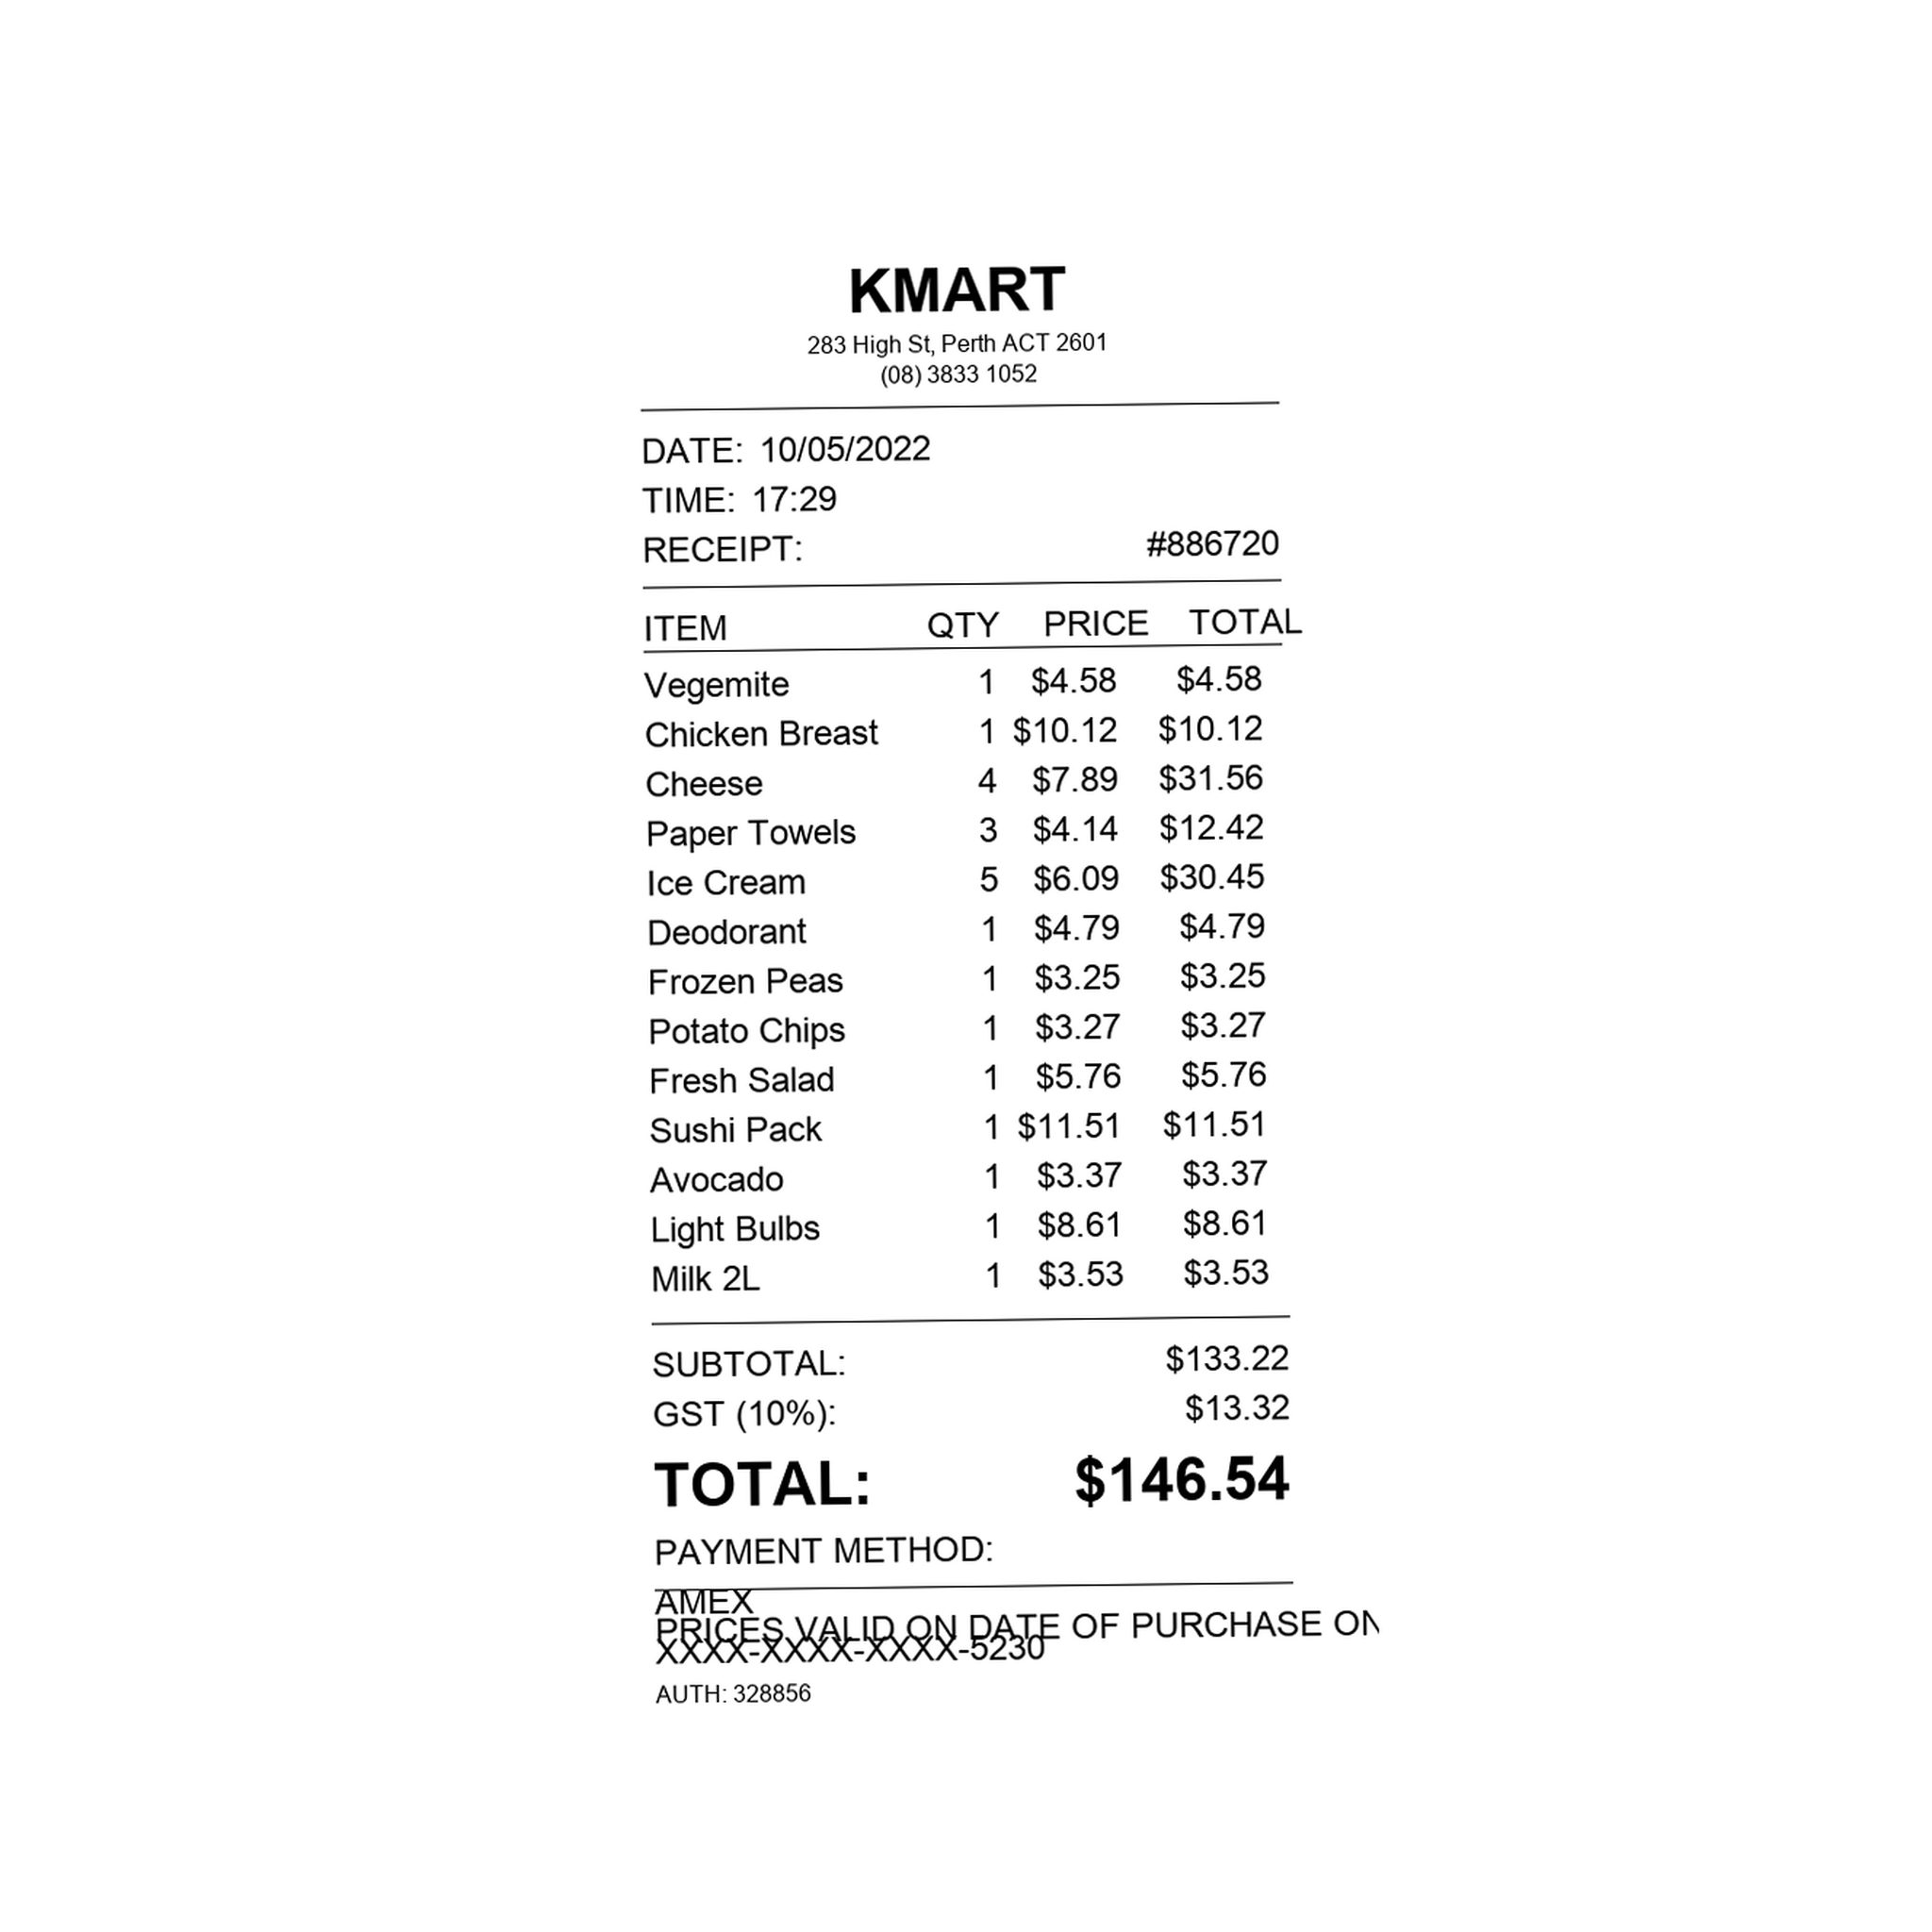 KMART
283 High St, Perth ACT 2601
(08) 3833 1052
DATE: 10/05/2022
TIME: 17:29
RECEIPT: #886720
ITEM QTY PRICE TOTAL
Vegemite 1 $4.58 $4.58
Chicken Breast 1 $10.12 $10.12
Cheese 4 $7.89 $31.56
Paper Towels 3 $4.14 $12.42
Ice Cream 5 $6.09 $30.45
Deodorant 1 $4.79 $4.79
Frozen Peas 1 $3.25 $3.25
Potato Chips 1 $3.27 $3.27
Fresh Salad 1 $5.76 $5.76
Sushi Pack 1 $11.51 $11.51
Avocado 1 $3.37 $3.37
Light Bulbs 1 $8.61 $8.61
Milk 2L 1 $3.53 $3.53
SUBTOTAL: $133.22
GST (10%): $13.32
TOTAL: $146.54
PAYMENT METHOD:
AMEX
PRICES VALID ON DATE OF PURCHASE ON
XXXX-XXXX-XXXX-5230
AUTH: 328856